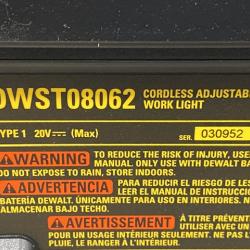 DWST08062 CORDLESS ADJUSTABLE
WORK LIGHT
TYPE 1 20V⎓ (Max) SER. 030952
WARNING TO REDUCE THE RISK OF INJURY, USE
MANUAL. ONLY USE WITH DEWALT BA
NOT EXPOSE TO RAIN, STORE INDOORS.
ADVERTENCIA PARA REDUCIR EL RIESGO DE LES
LEER EL MANUAL DE INSTRUCCI
BATERÍA DEWALT. ÚNICAMENTE PARA USO EN INTERIORES. N
ALMACENAR BAJO TECHO.
AVERTISSEMENT À TITRE PRÉVENTI
UTILISER AVEC
POUR UN USAGE INTÉRIEUR SEULEMENT. NE PAS EXPOSER
PLUIE. LE RANGER À L'INTÉRIEUR